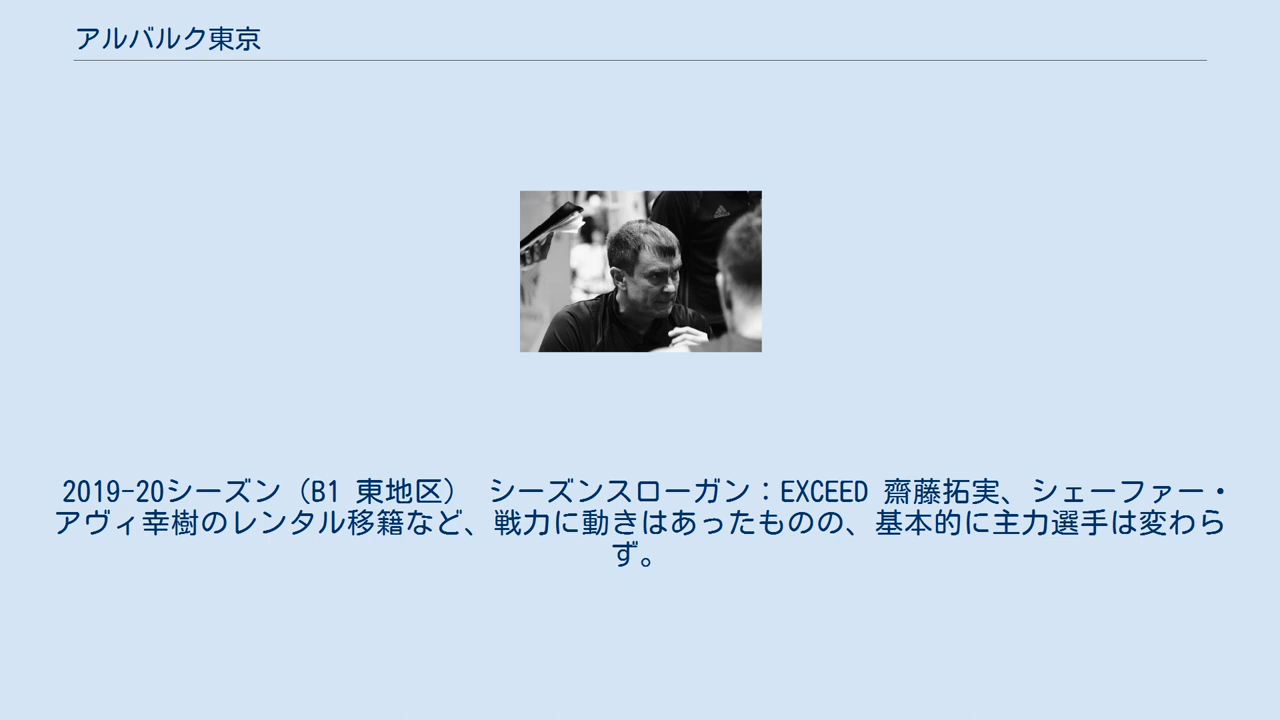 アルバルク東京
2019-20シーズン（B1 東地区） シーズンスローガン：EXCEED 齋藤拓実、シェーファー・
アヴィ幸樹のレンタル移籍など、戦力に動きはあったものの、基本的に主力選手は変わら
ず。